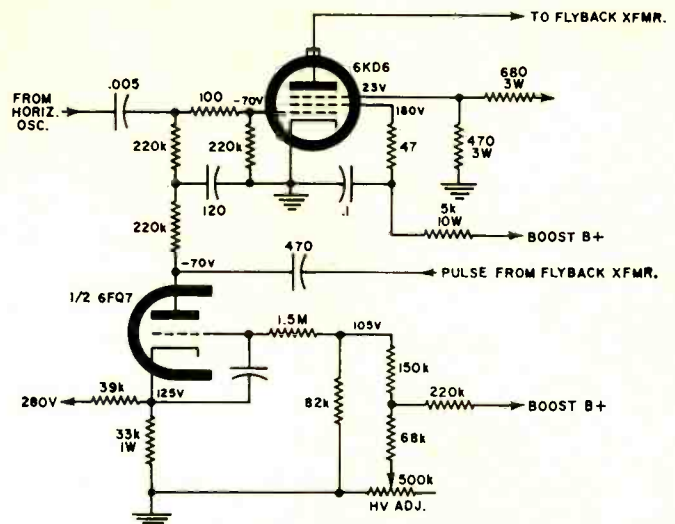 TO FLYBACK XFMR.
6KD6
23V
680
3W
.005
100
-70V
180V
FROM
HORIZ.
OSC.
220k
220k
47
470
3W
120
.1
5k
10W
220k
BOOST B+
-70V
470
PULSE FROM FLYBACK XFMR.
1/2 6FQ7
1.5M
105V
150k
39k
220k
280V
125V
82k
BOOST B+
33k
1W
68k
500k
HV ADJ.